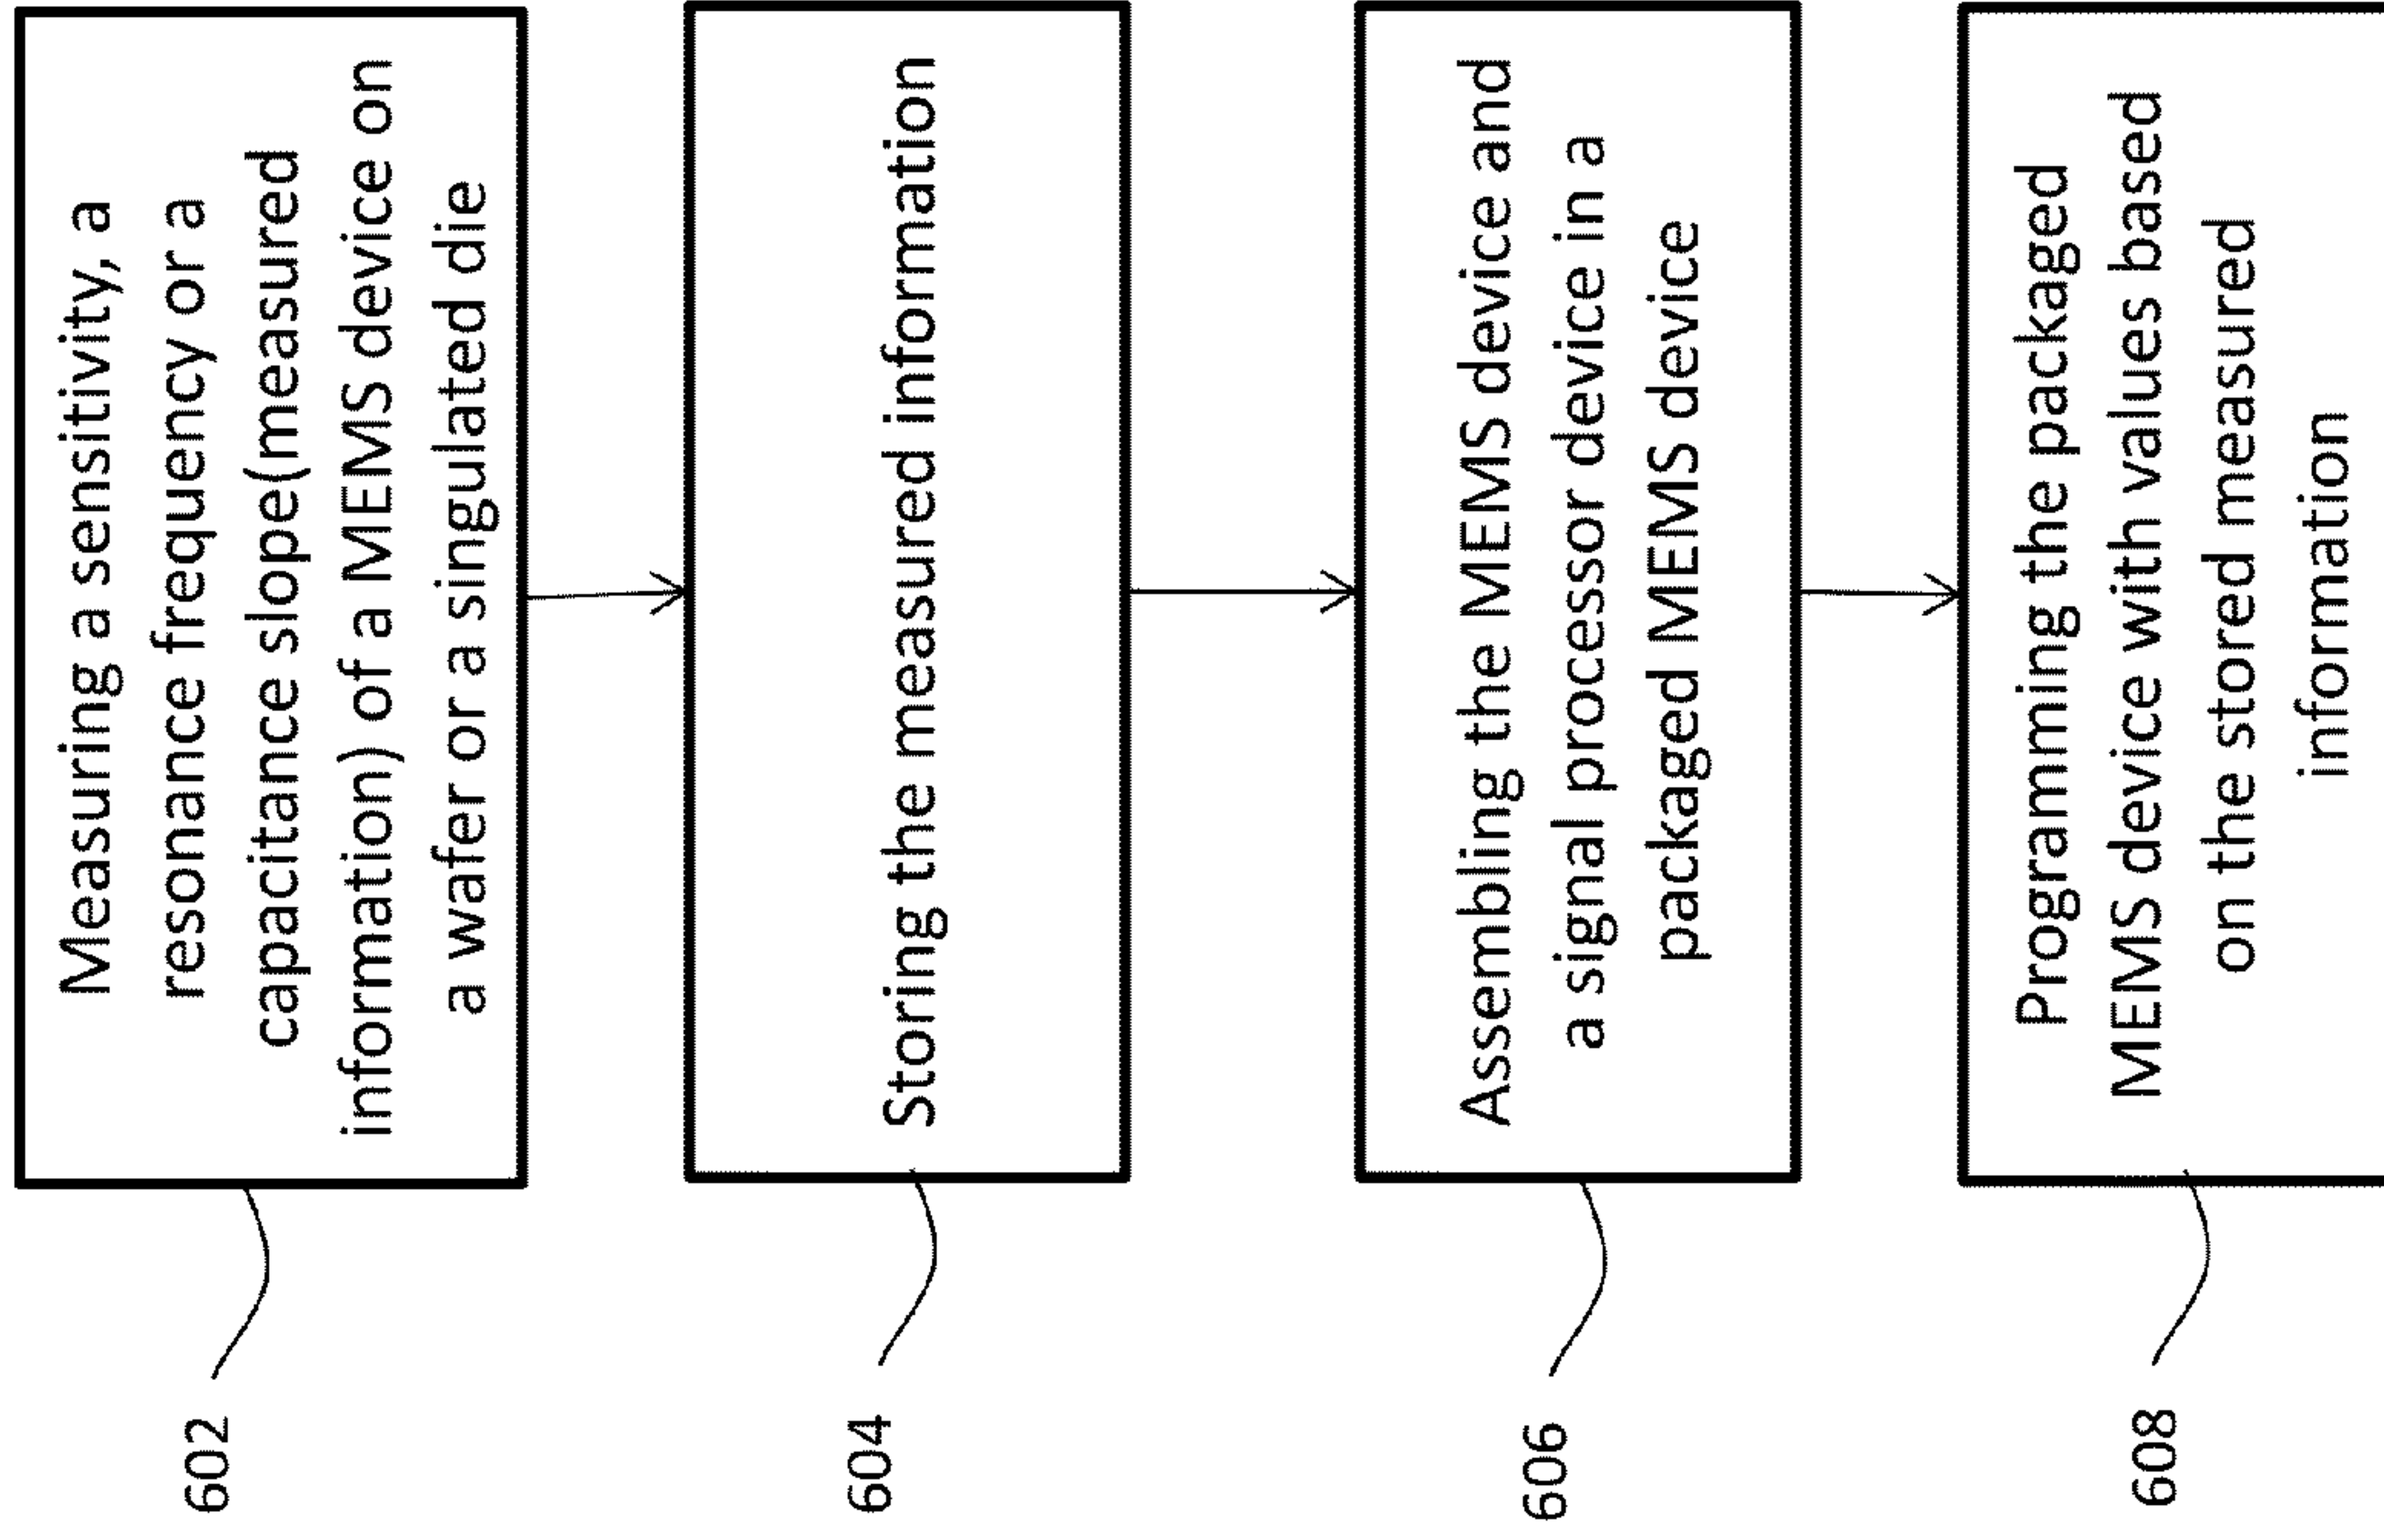 602
Measuring a sensitivity, a
resonance frequency or a
capacitance slope(measured
information) of a MEMS device on
a wafer or a singulated die
604
Storing the measured information
606
Assembling the MEMS device and
a signal processor device in a
packaged MEMS device
608
Programming the packaged
MEMS device with values based
on the stored measured
information